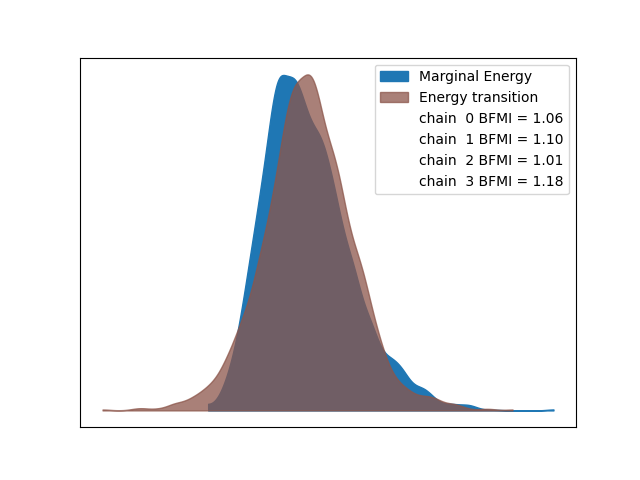 Marginal Energy
Energy transition
chain  0 BFMI = 1.06
chain  1 BFMI = 1.10
chain  2 BFMI = 1.01
chain  3 BFMI = 1.18